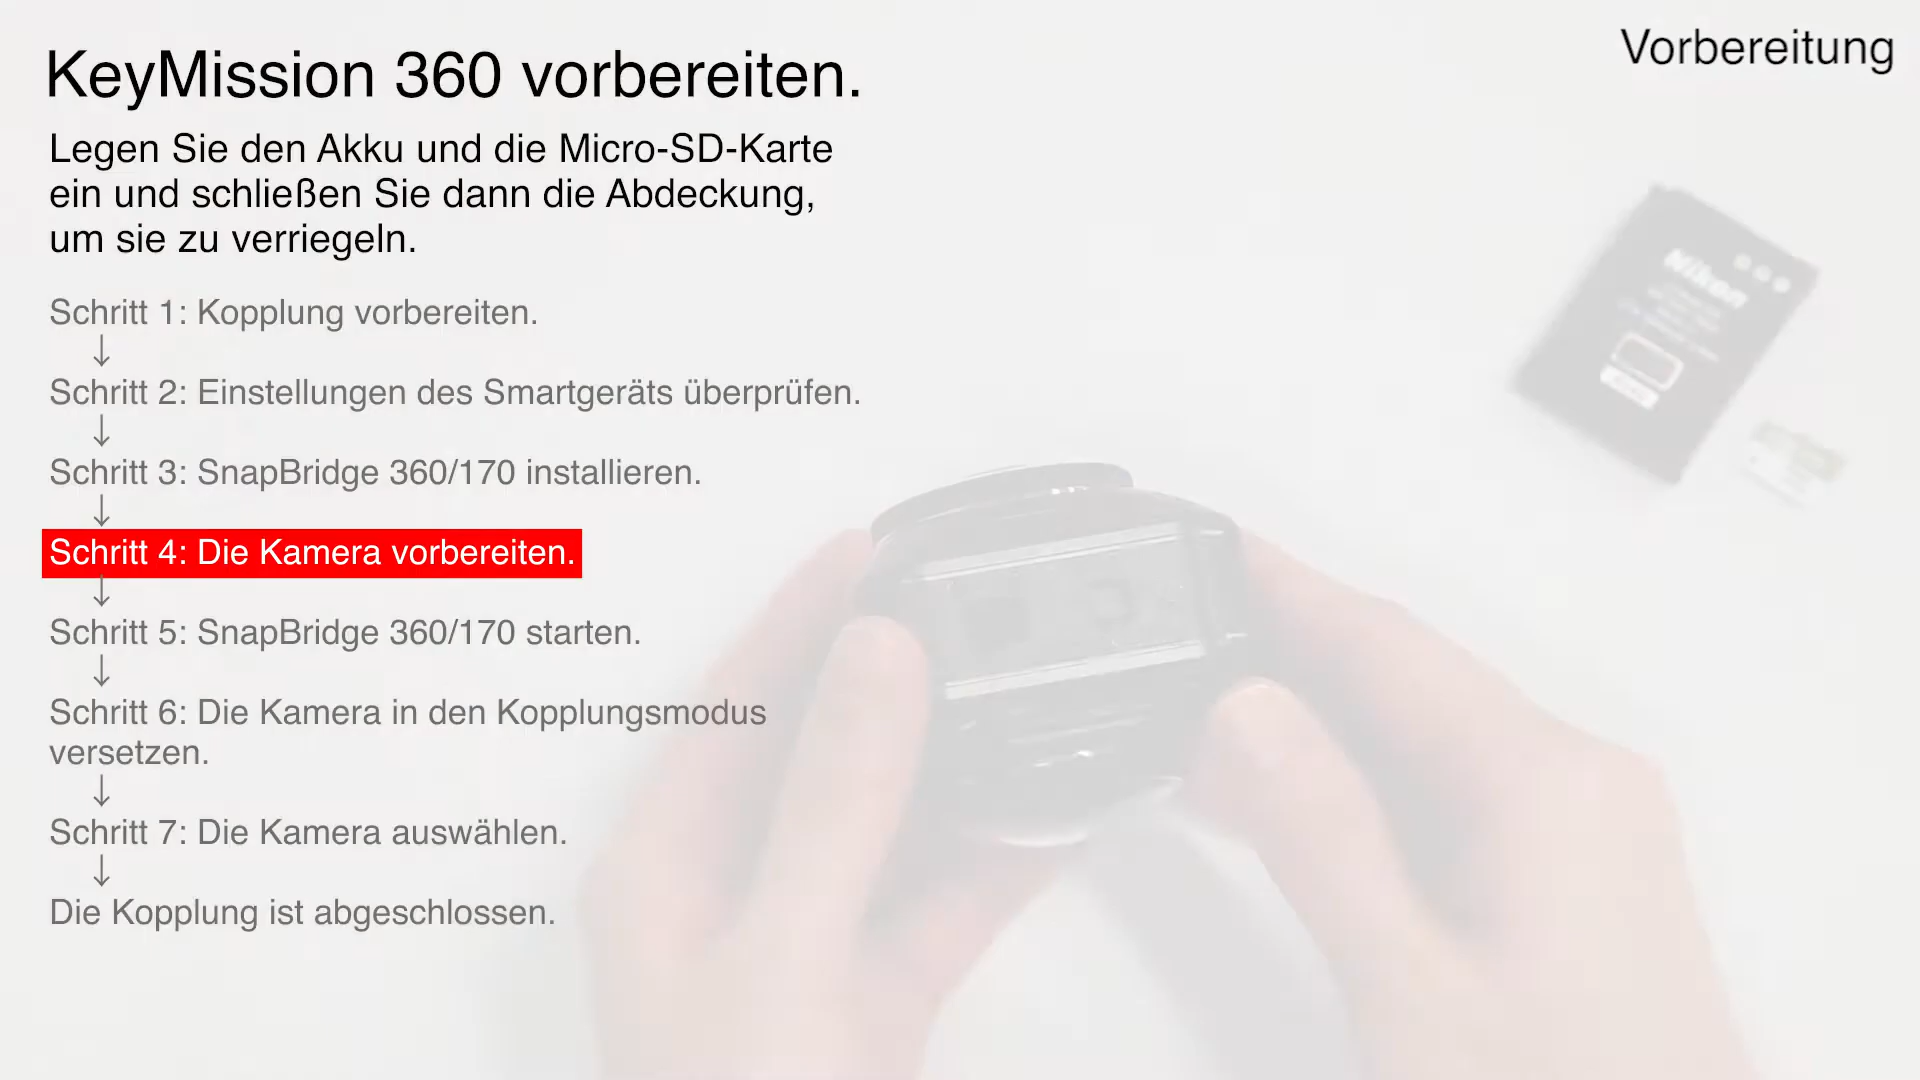 KeyMission 360 vorbereiten.
Vorbereitung
Legen Sie den Akku und die Micro-SD-Karte
ein und schließen Sie dann die Abdeckung,
um sie zu verriegeln.
Schritt 1: Kopplung vorbereiten.
↓
Schritt 2: Einstellungen des Smartgeräts überprüfen.
↓
Schritt 3: SnapBridge 360/170 installieren.
↓
Schritt 4: Die Kamera vorbereiten.
↓
Schritt 5: SnapBridge 360/170 starten.
↓
Schritt 6: Die Kamera in den Kopplungsmodus
versetzen.
↓
Schritt 7: Die Kamera auswählen.
↓
Die Kopplung ist abgeschlossen.
Nikon